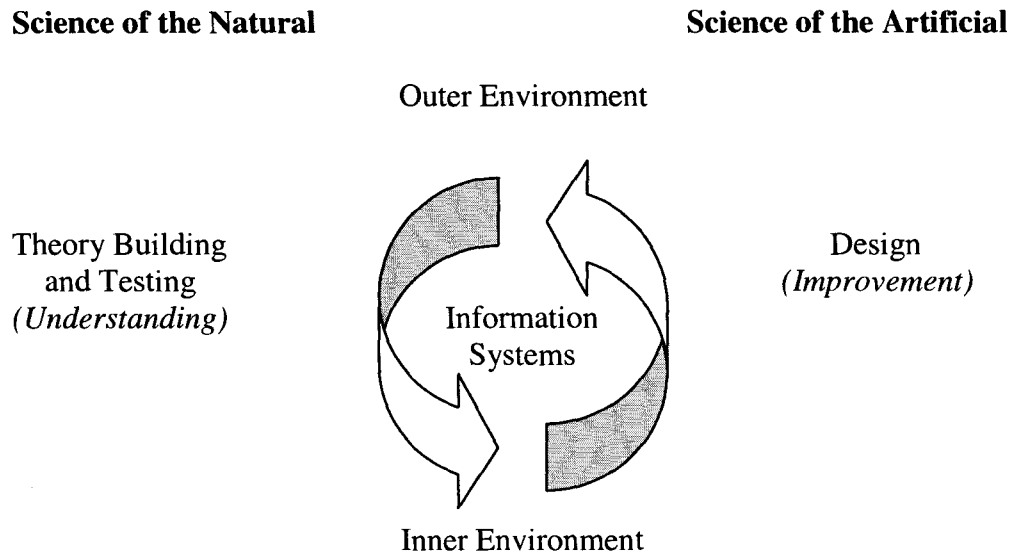 Science of the Natural
Science of the Artificial
Outer Environment
Theory Building
and Testing
(Understanding)
Design
(Improvement)
Information
Systems
Inner Environment